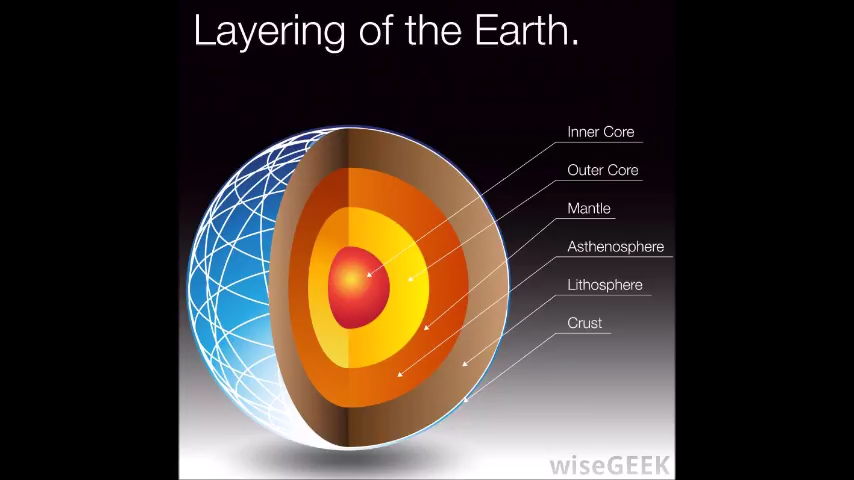 Layering of the Earth.
Inner Core
Outer Core
Mantle
Asthenosphere
Lithosphere
Crust
wiseGEEK